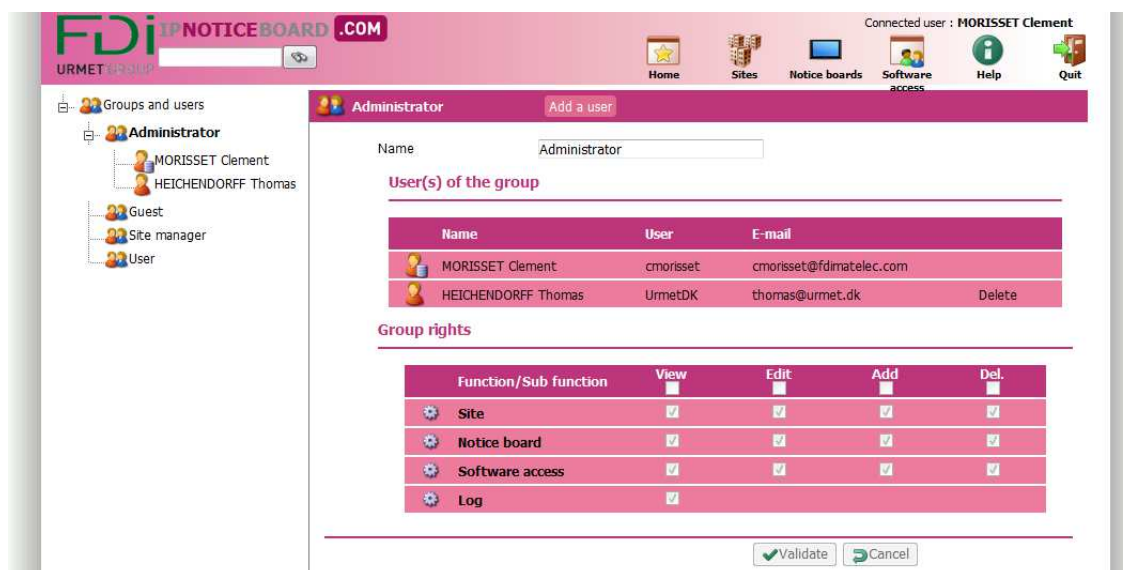 Connected user : MORISSET Clement
FDi IPNOTICEBOARD .COM
URMET GROUP
Home Sites Notice boards Software access Help Quit
Groups and users
Administrator
MORISSET Clement
HEICHENDORFF Thomas
Guest
Site manager
User
Administrator Add a user
Name Administrator
User(s) of the group
Name User E-mail
MORISSET Clement cmorisset cmorisset@fdimatelec.com
HEICHENDORFF Thomas UrmetDK thomas@urmet.dk Delete
Group rights
Function/Sub function View Edit Add Del.
Site
Notice board
Software access
Log
Validate Cancel